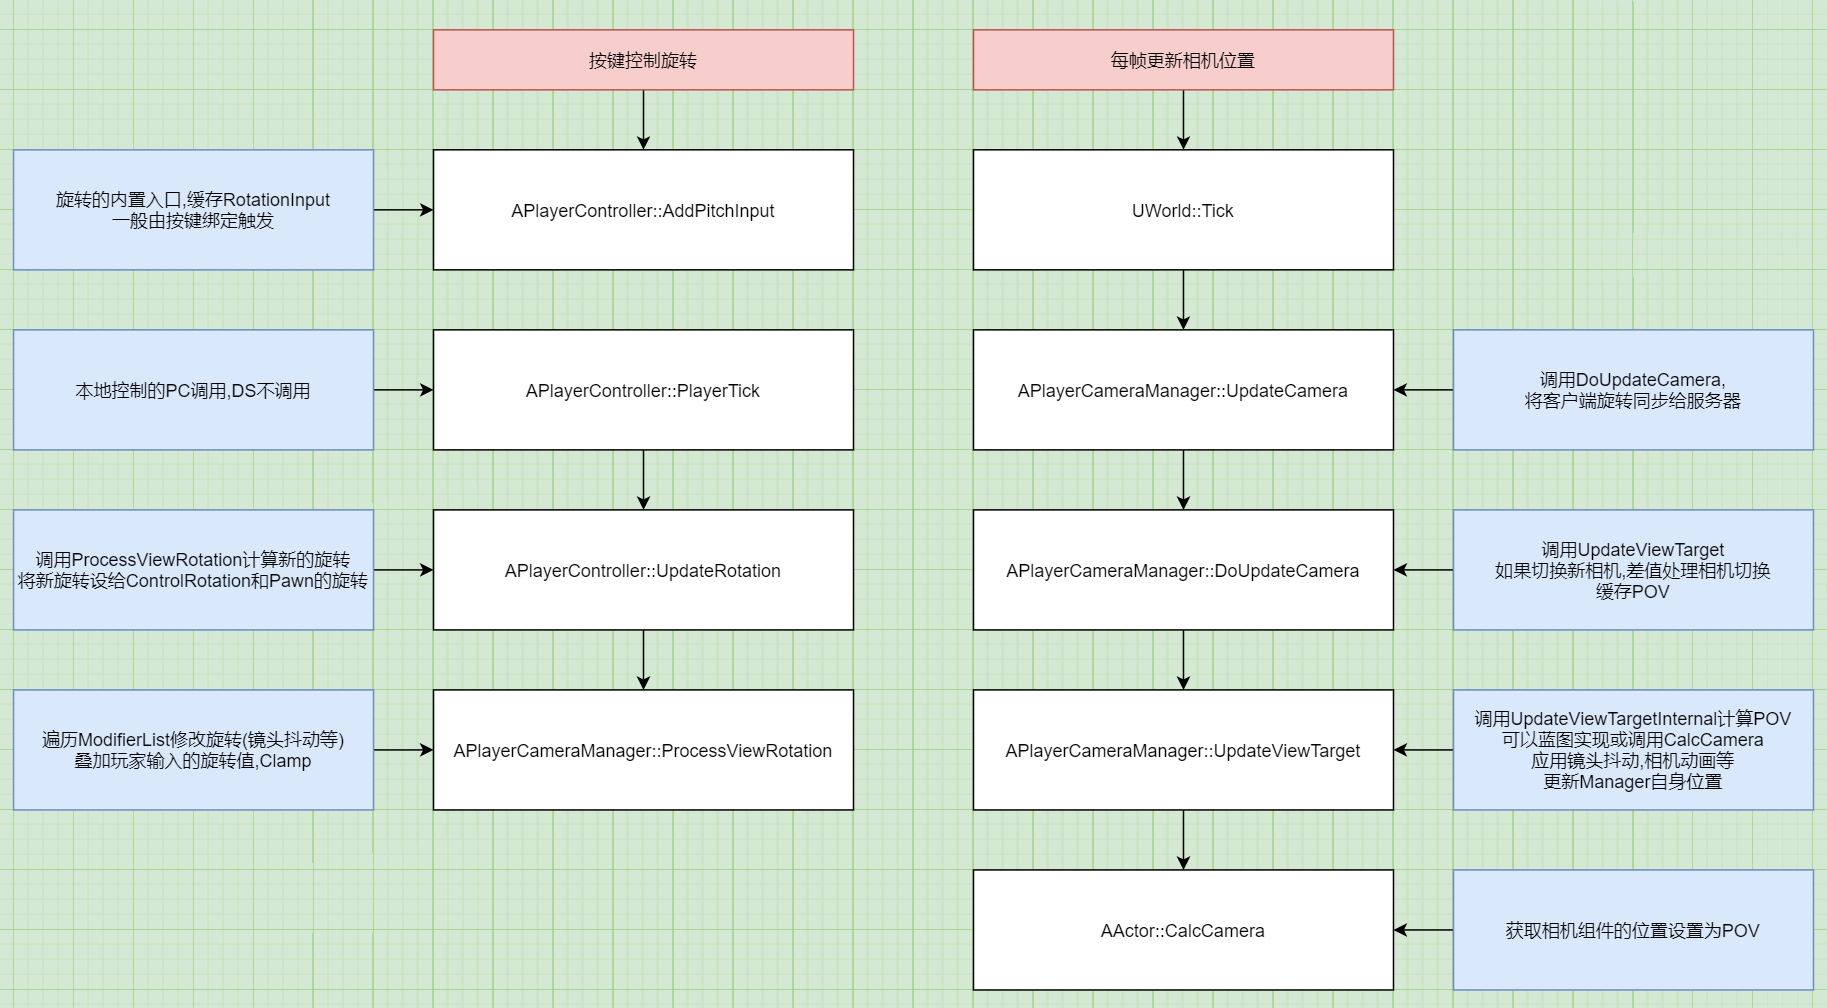 按键控制旋转
每帧更新相机位置
旋转的内置入口,缓存RotationInput
一般由按键绑定触发
APlayerController::AddPitchInput
UWorld::Tick
本地控制的PC调用,DS不调用
APlayerController::PlayerTick
APlayerCameraManager::UpdateCamera
调用DoUpdateCamera,
将客户端旋转同步给服务器
调用ProcessViewRotation计算新的旋转
将新旋转设给ControlRotation和Pawn的旋转
APlayerController::UpdateRotation
APlayerCameraManager::DoUpdateCamera
调用UpdateViewTarget
如果切换新相机,差值处理相机切换
缓存POV
遍历ModifierList修改旋转(镜头抖动等)
叠加玩家输入的旋转值,Clamp
APlayerCameraManager::ProcessViewRotation
APlayerCameraManager::UpdateViewTarget
调用UpdateViewTargetInternal计算POV
可以蓝图实现或调用CalcCamera
应用镜头抖动,相机动画等
更新Manager自身位置
AActor::CalcCamera
获取相机组件的位置设置为POV